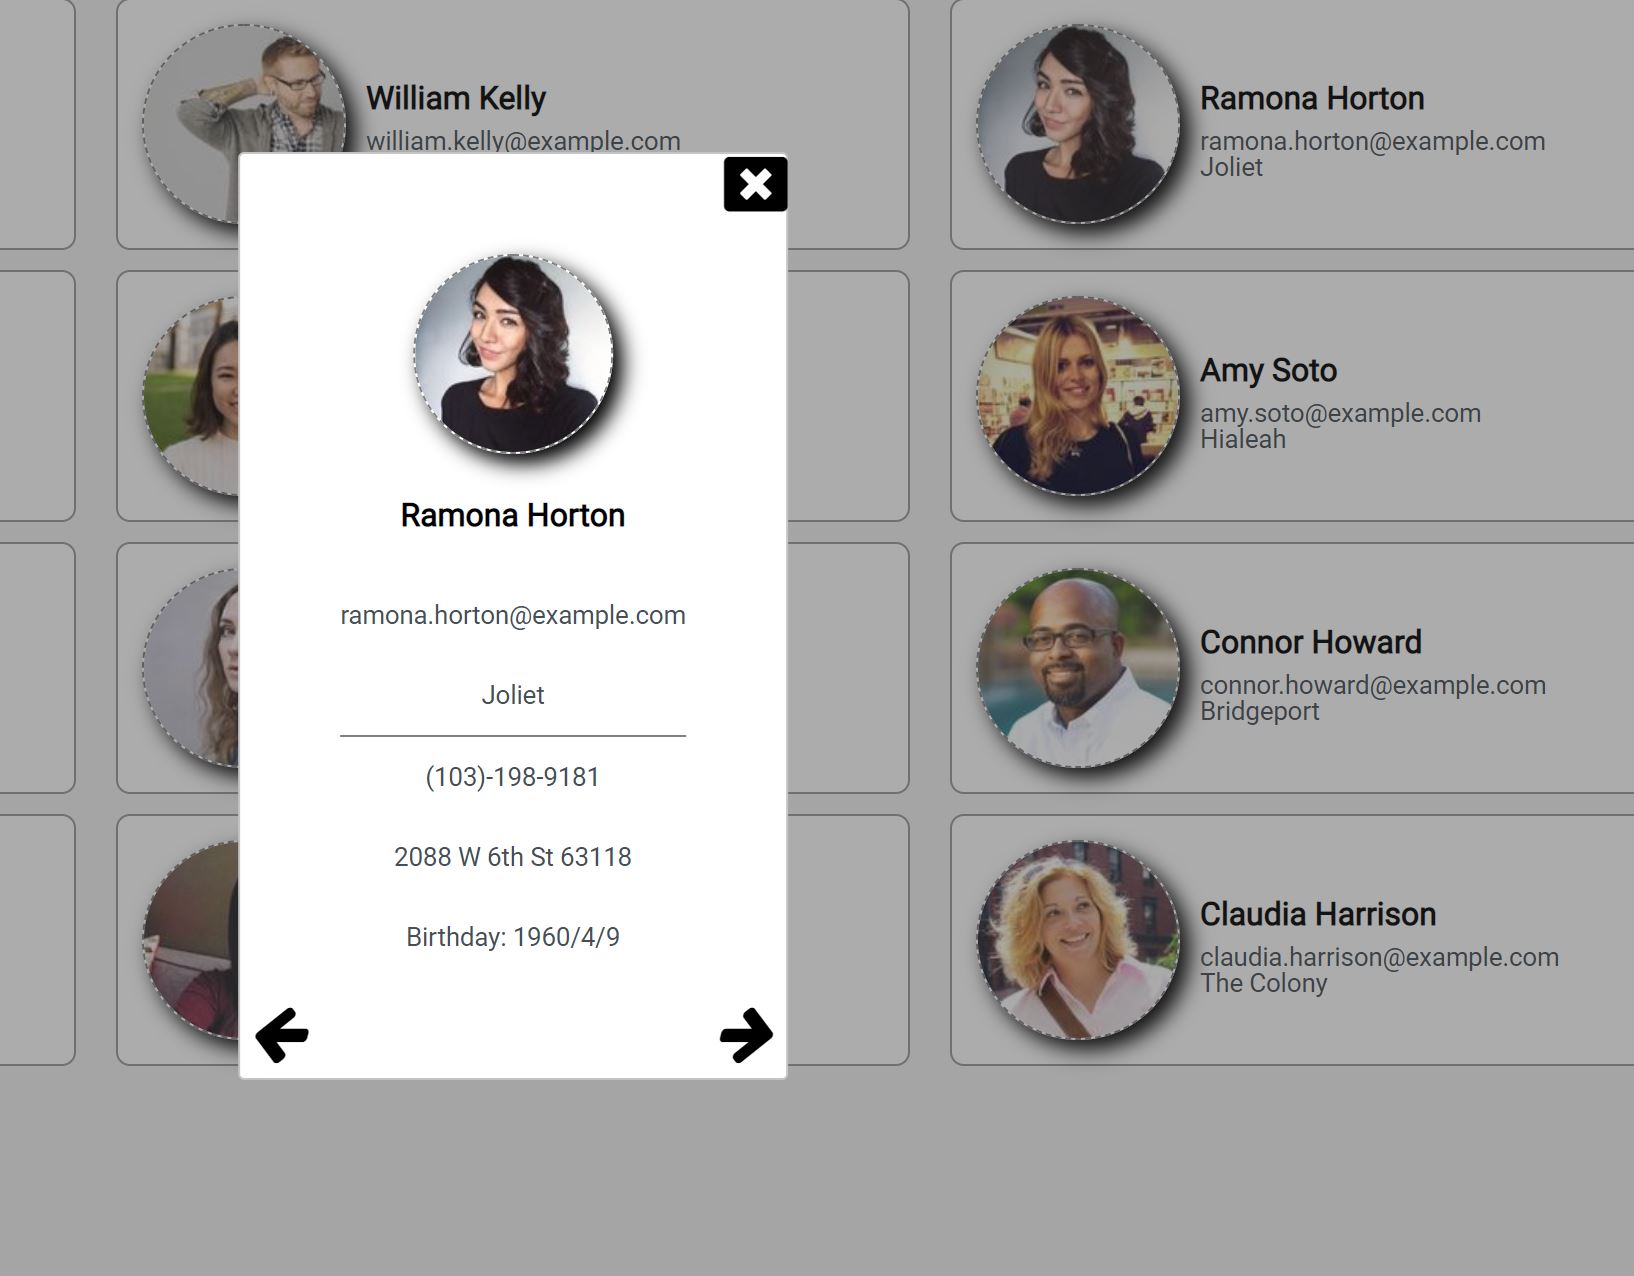 William Kelly
william.kelly@example.com
Ramona Horton
ramona.horton@example.com
Joliet
Ramona Horton
ramona.horton@example.com
Joliet
(103)-198-9181
2088 W 6th St 63118
Birthday: 1960/4/9
Amy Soto
amy.soto@example.com
Hialeah
Connor Howard
connor.howard@example.com
Bridgeport
Claudia Harrison
claudia.harrison@example.com
The Colony